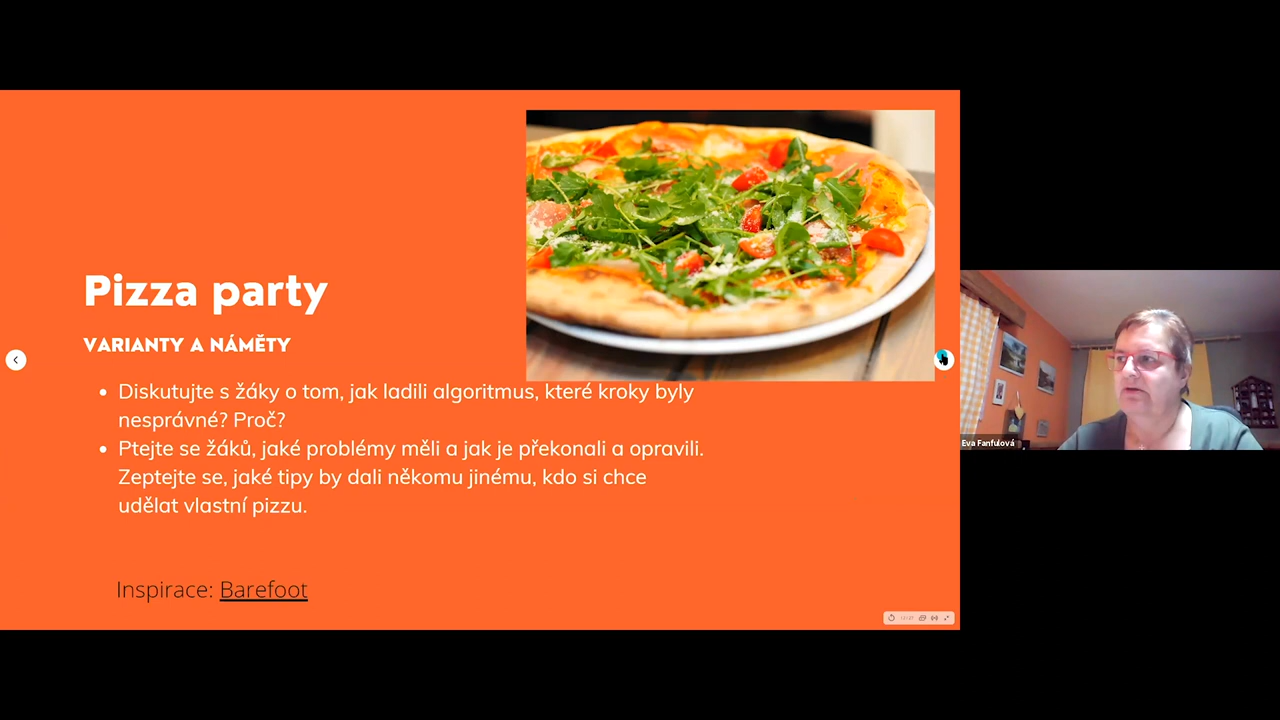 Pizza party
VARIANTY A NÁMĚTY
• Diskutujte s žáky o tom, jak ladili algoritmus, které kroky byly
nesprávné? Proč?
• Ptejte se žáků, jaké problémy měli a jak je překonali a opravili.
Zeptejte se, jaké tipy by dali někomu jinému, kdo si chce
udělat vlastní pizzu.
Inspirace: Barefoot
Eva Fanfulová